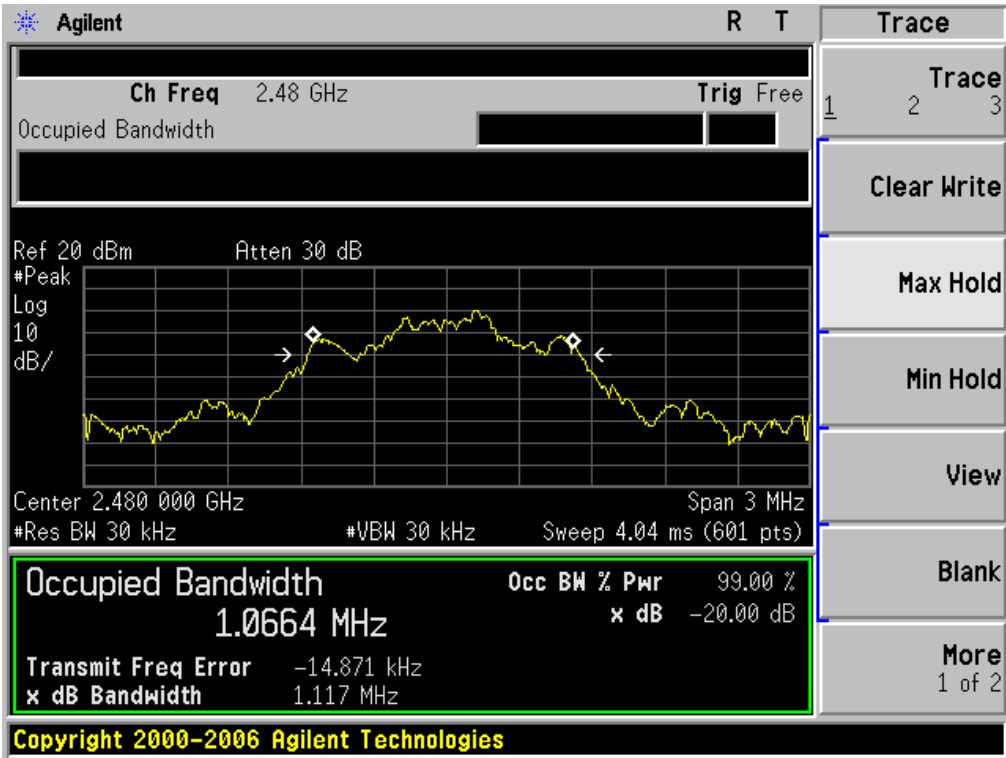 Agilent R T Trace
Ch Freq 2.48 GHz Trig Free
Occupied Bandwidth
Trace
1 2 3
Clear Write
Max Hold
Min Hold
View
Blank
More
1 of 2
Ref 20 dBm Atten 30 dB
#Peak
Log
10
dB/
Center 2.480 000 GHz Span 3 MHz
#Res BW 30 kHz #VBW 30 kHz Sweep 4.04 ms (601 pts)
Occupied Bandwidth Occ BW % Pwr 99.00 %
1.0664 MHz x dB -20.00 dB
Transmit Freq Error -14.871 kHz
x dB Bandwidth 1.117 MHz
Copyright 2000-2006 Agilent Technologies